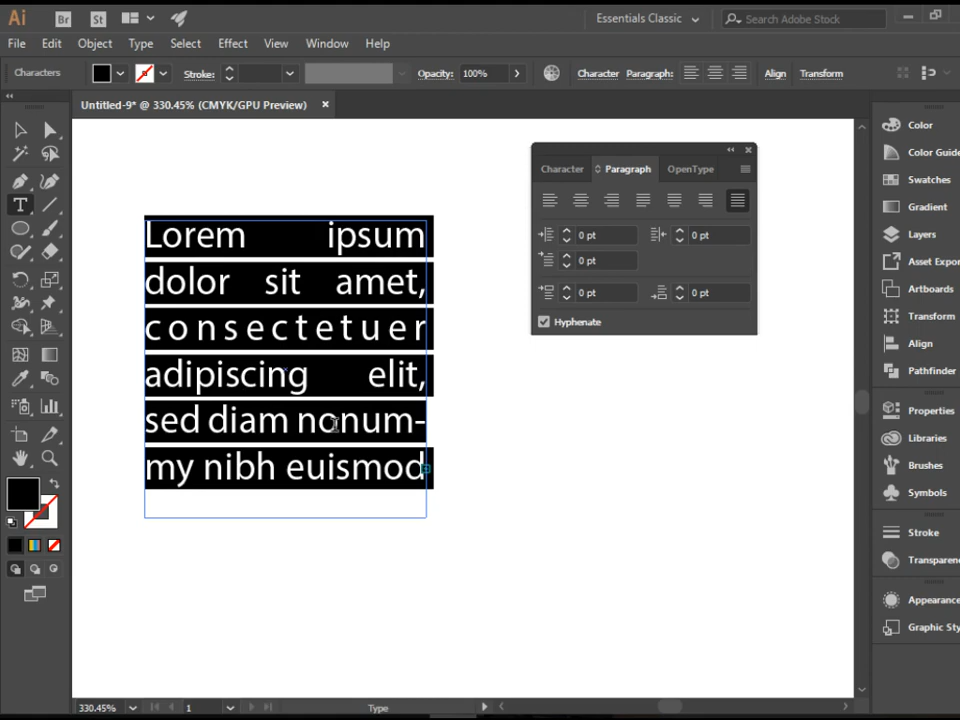 Ai Br St Essentials Classic Search Adobe Stock
File Edit Object Type Select Effect View Window Help
Characters Stroke: Opacity: 100% Character Paragraph: Align Transform
Untitled-9* @ 330.45% (CMYK/GPU Preview)
Character Paragraph OpenType
0 pt 0 pt
0 pt
0 pt 0 pt
Hyphenate
Lorem ipsum
dolor sit amet,
consectetuer
adipiscing elit,
sed diam nonum-
my nibh euismod
Color
Color Guide
Swatches
Gradient
Layers
Asset Expor
Artboards
Transform
Align
Pathfinder
Properties
Libraries
Brushes
Symbols
Stroke
Transparen
Appearance
Graphic Sty
330.45% 1 Type